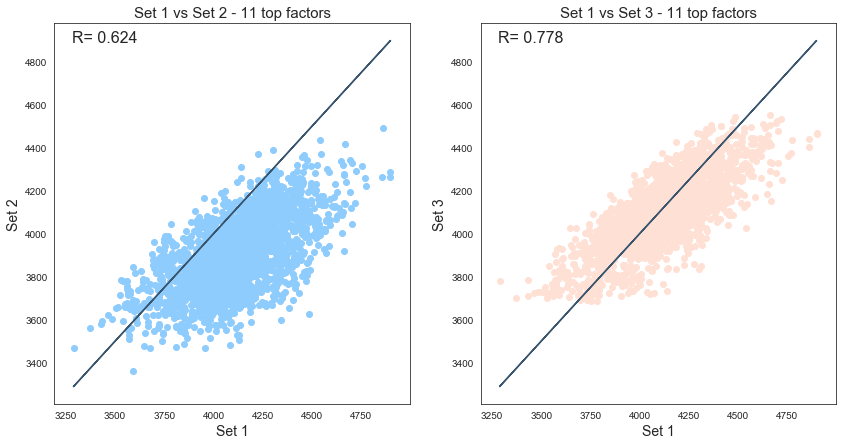 Set 1 vs Set 2 - 11 top factors
R= 0.624
4800
4600
4400
4200
4000
3800
3600
3400
Set 2
3250 3500 3750 4000 4250 4500 4750
Set 1
Set 1 vs Set 3 - 11 top factors
R= 0.778
4800
4600
4400
4200
4000
3800
3600
3400
Set 3
3250 3500 3750 4000 4250 4500 4750
Set 1